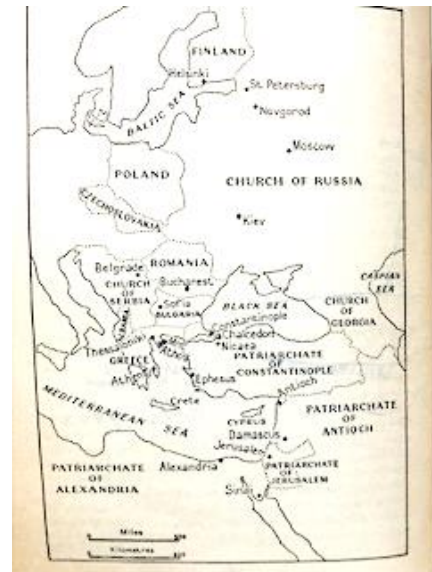 FINLAND
Helsinki
St. Petersburg
BALTIC SEA
Novgorod
Moscow
POLAND
CHURCH OF RUSSIA
CZECHOSLOVAKIA
Kiev
ROMANIA
CASPIAN
SEA
Belgrade
CHURCH
OF
SERBIA
Bucharest
Sofia
BULGARIA
BLACK SEA
CHURCH
OF
GEORGIA
Constantinople
Chalcedon
Nicaea
Thessaloniki
GREECE
PATRIARCHATE
OF
CONSTANTINOPLE
Ephesus
Antioch
Crete
MEDITERRANEAN SEA
CYPRUS
PATRIARCHATE
OF
ANTIOCH
Damascus
Jerusalem
PATRIARCHATE
OF
ALEXANDRIA
Alexandria
PATRIARCHATE
OF
JERUSALEM
Sinai
Miles
Kilometres